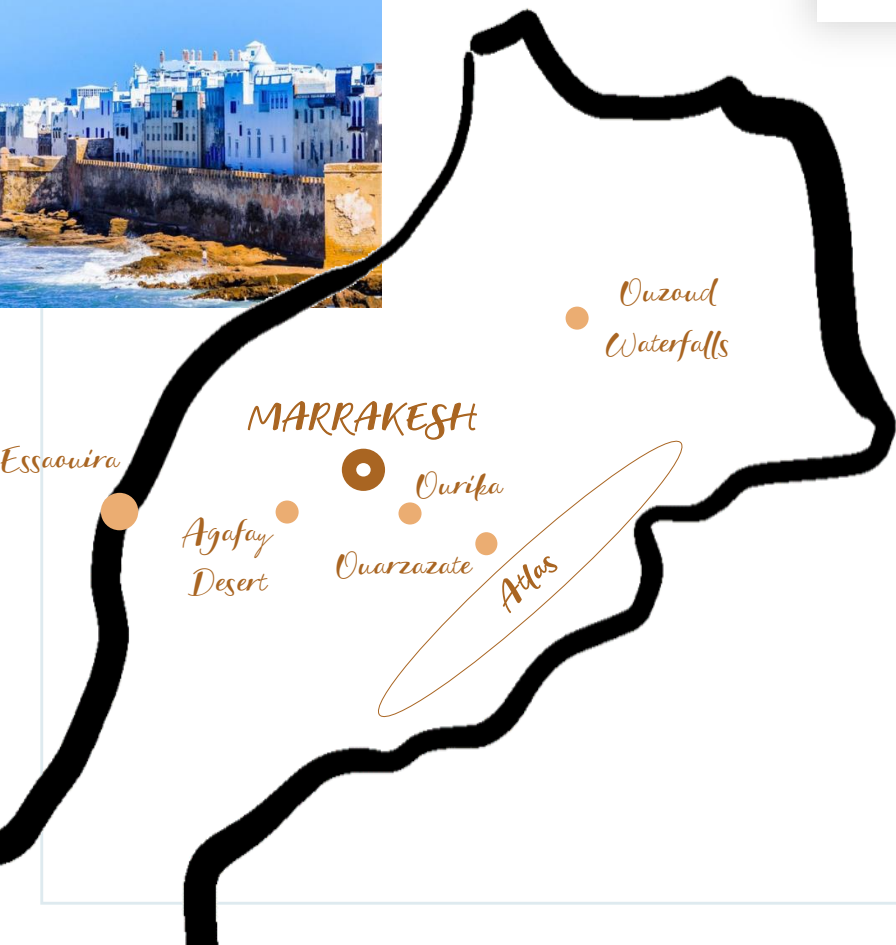 Ouzoud
Waterfalls
MARRAKESH
Essaouira
Ourika
Agafay
Desert
Ouarzazate
Atlas